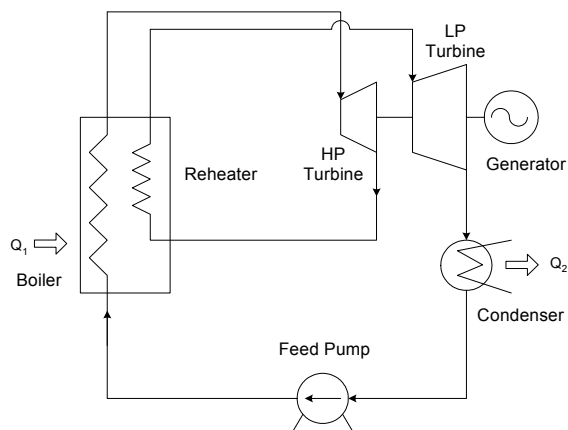 LP
Turbine
HP
Turbine
Reheater
Generator
Q1
Boiler
Q2
Condenser
Feed Pump